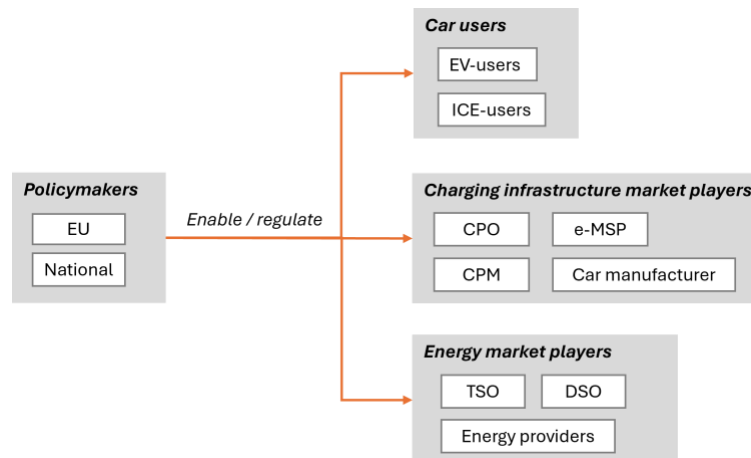 Car users
EV-users
ICE-users
Policymakers
EU
National
Enable / regulate
Charging infrastructure market players
CPO
e-MSP
CPM
Car manufacturer
Energy market players
TSO
DSO
Energy providers